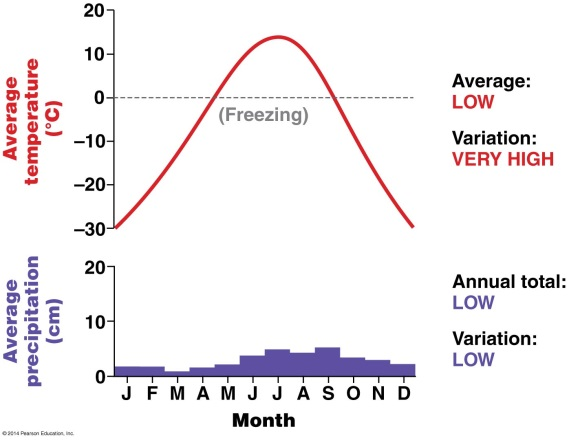 Average
temperature
(°C)
20
10
0
–10
–20
–30
(Freezing)
Average:
LOW
Variation:
VERY HIGH
Average
precipitation
(cm)
20
10
0
J F M A M J J A S O N D
Month
Annual total:
LOW
Variation:
LOW
© 2014 Pearson Education, Inc.